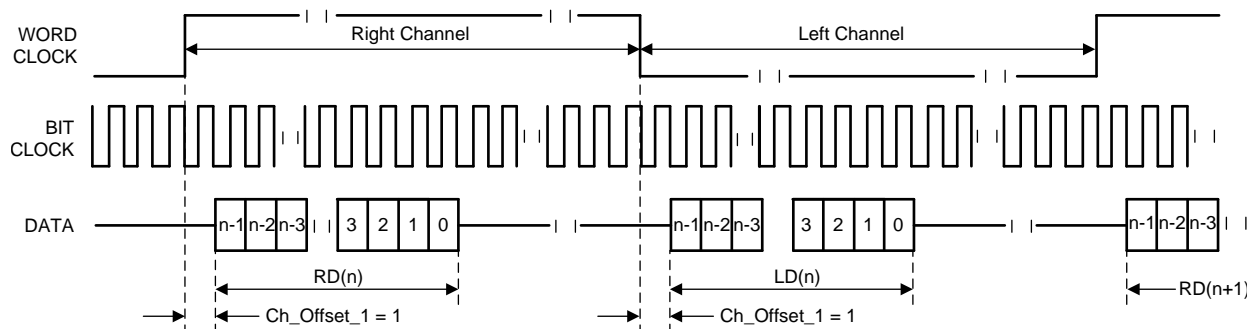 WORD
CLOCK
Right Channel
Left Channel
BIT
CLOCK
DATA
n-1 n-2 n-3 3 2 1 0 n-1 n-2 n-3 3 2 1 0 n-1 n-2 n-3
RD(n)
LD(n)
RD(n+1)
Ch_Offset_1 = 1
Ch_Offset_1 = 1